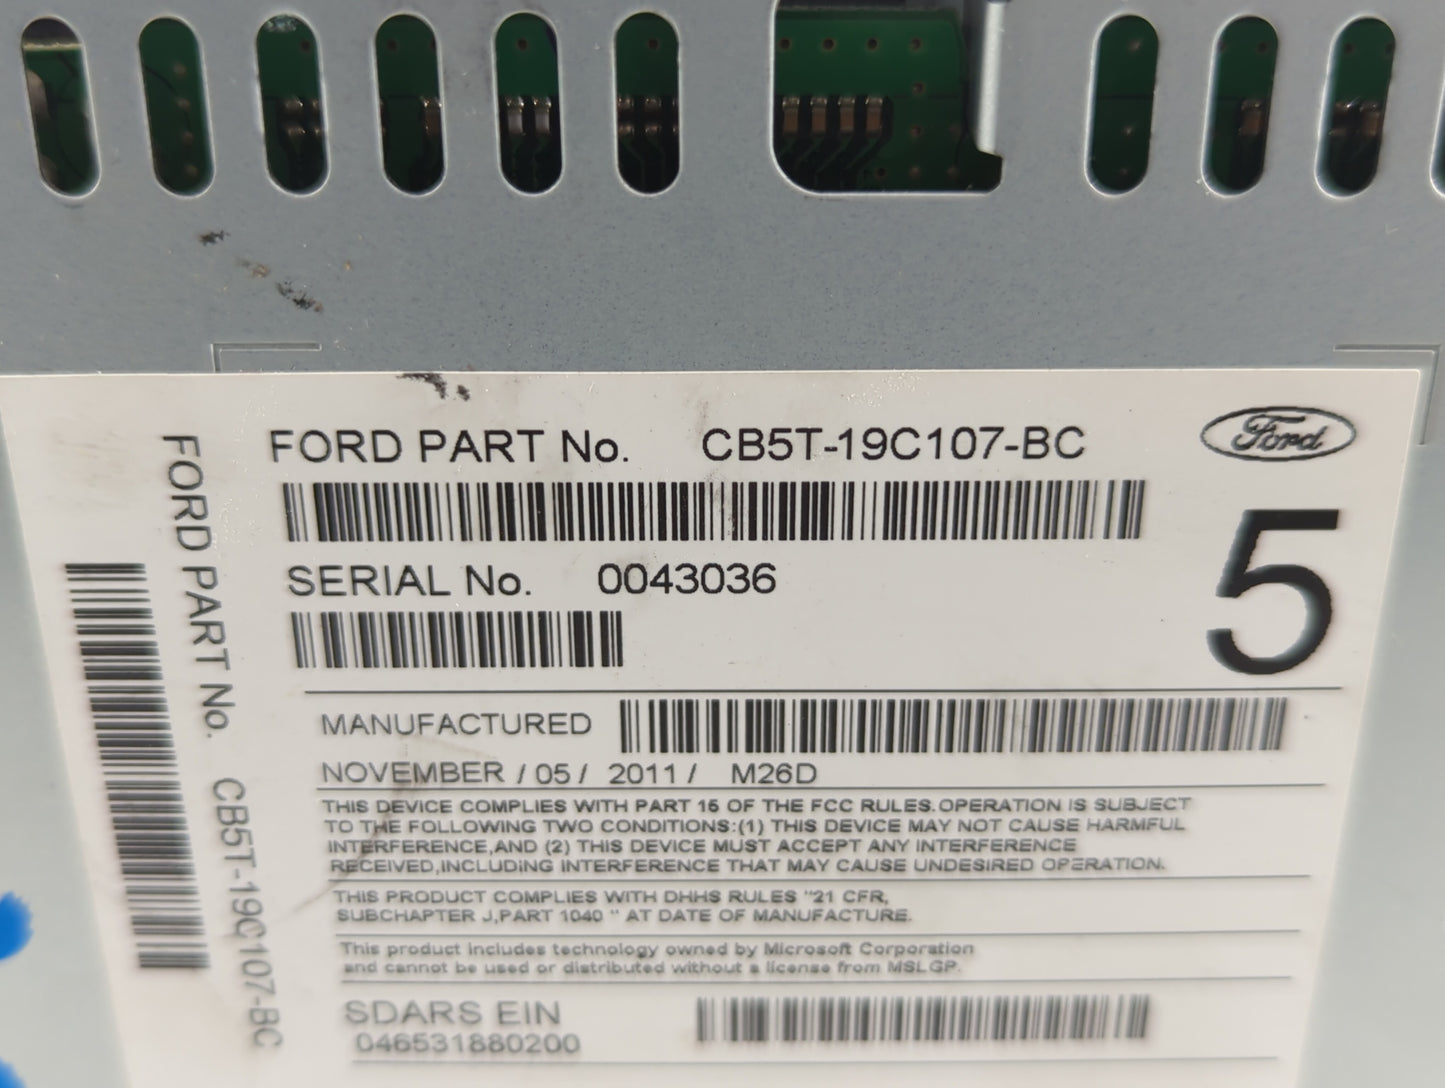 FORD PART No. CB5T-19C107-BC
Ford
SERIAL No. 0043036
5
MANUFACTURED
NOVEMBER / 05 / 2011 / M26D
THIS DEVICE COMPLIES WITH PART 15 OF THE FCC RULES.OPERATION IS SUBJECT
TO THE FOLLOWING TWO CONDITIONS:(1) THIS DEVICE MAY NOT CAUSE HARMFUL
INTERFERENCE,AND (2) THIS DEVICE MUST ACCEPT ANY INTERFERENCE
RECEIVED,INCLUDING INTERFERENCE THAT MAY CAUSE UNDESIRED OPERATION.
THIS PRODUCT COMPLIES WITH DHHS RULES "21 CFR,
SUBCHAPTER J,PART 1040 " AT DATE OF MANUFACTURE.
This product includes technology owned by Microsoft Corporation
and cannot be used or distributed without a license from MSLGP.
SDARS EIN
046531880200
FORD PART No. CB5T-19C107-BC